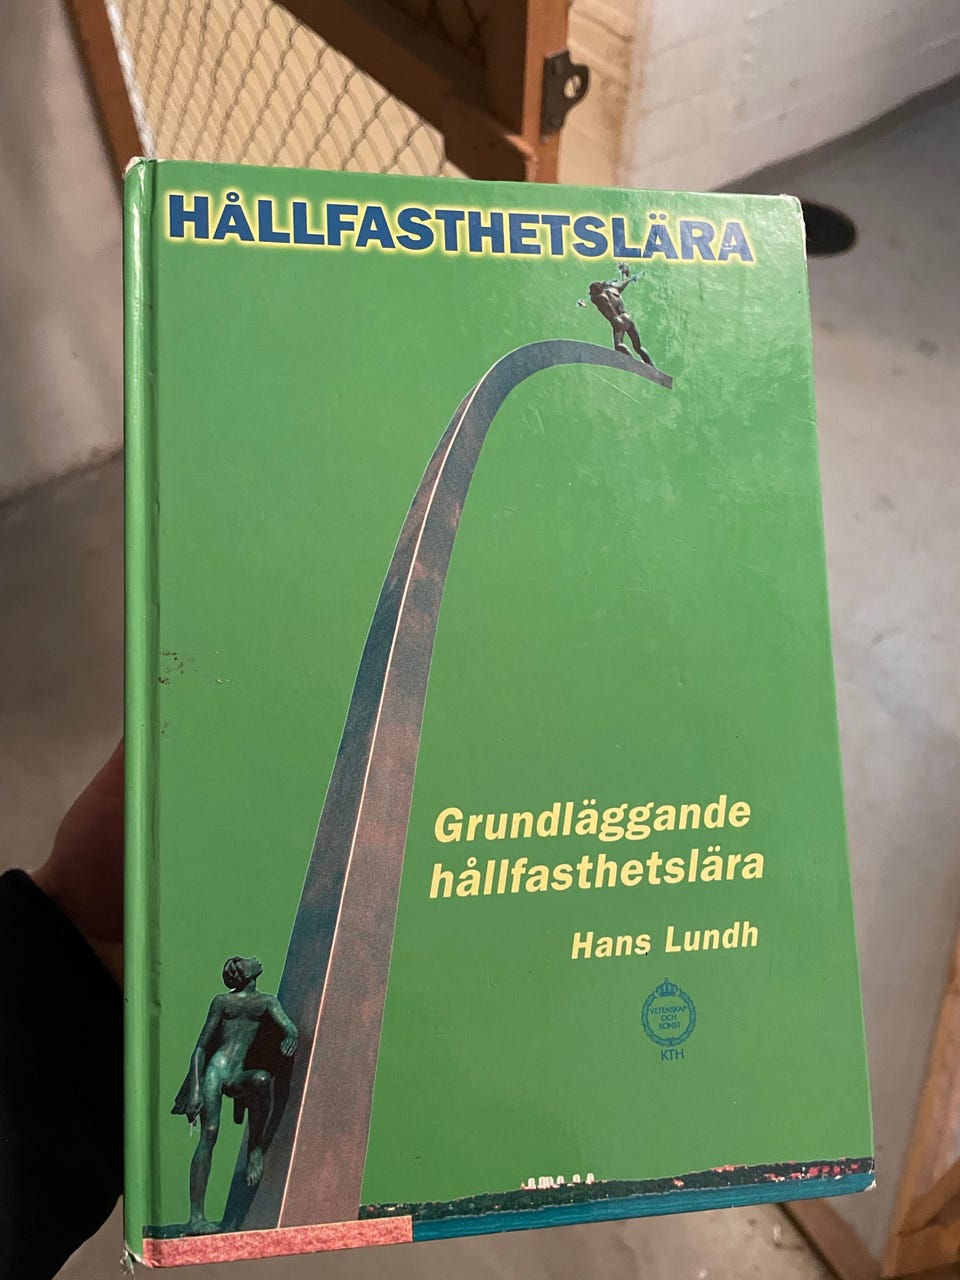 HÅLLFASTHETSLÄRA
Grundläggande
hållfasthetslära
Hans Lundh
VETENSKAP
OCH
KONST
KTH